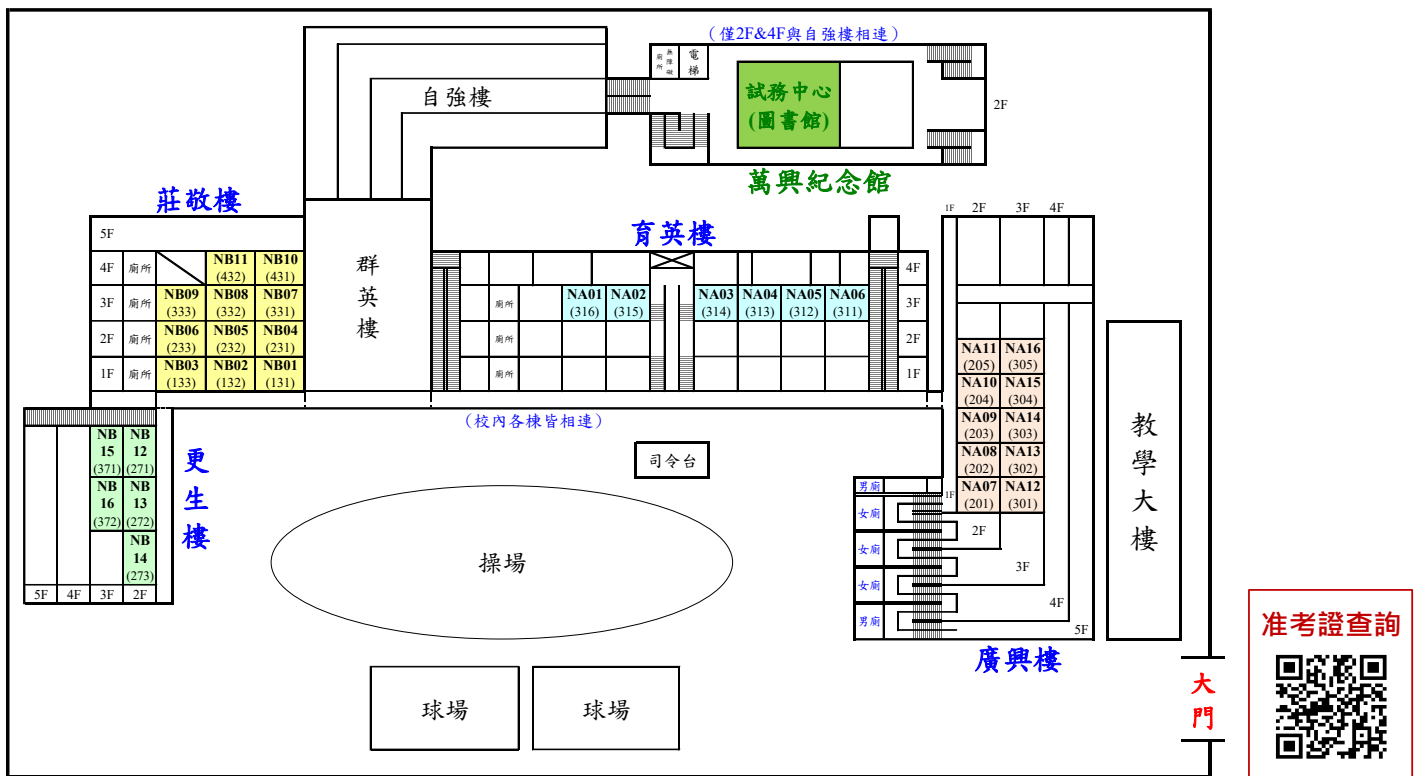 (僅2F&4F與自強樓相連)
無障礙
廁所
電梯
自強樓
試務中心
(圖書館)
2F
萬興紀念館
莊敬樓
育英樓
1F 2F 3F 4F
5F
4F 廁所 NB11 NB10
(432) (431)
3F 廁所 NB09 NB08 NB07
(333) (332) (331)
2F 廁所 NB06 NB05 NB04
(233) (232) (231)
1F 廁所 NB03 NB02 NB01
(133) (132) (131)
群英樓
4F
廁所 NA01 NA02 NA03 NA04 NA05 NA06 3F
(316) (315) (314) (313) (312) (311)
2F
廁所 1F
NA11 NA16
(205) (305)
NA10 NA15
(204) (304)
NA09 NA14
(203) (303)
NA08 NA13
(202) (302)
NA07 NA12
(201) (301)
1F
2F
3F
4F
5F
教學大樓
(校內各棟皆相連)
司令台
NB NB
15 12
(371) (271)
NB NB
16 13
(372) (272)
NB
14
(273)
5F 4F 3F 2F
更生樓
操場
男廁
女廁
女廁
女廁
男廁
廣興樓
球場 球場
大門
准考證查詢